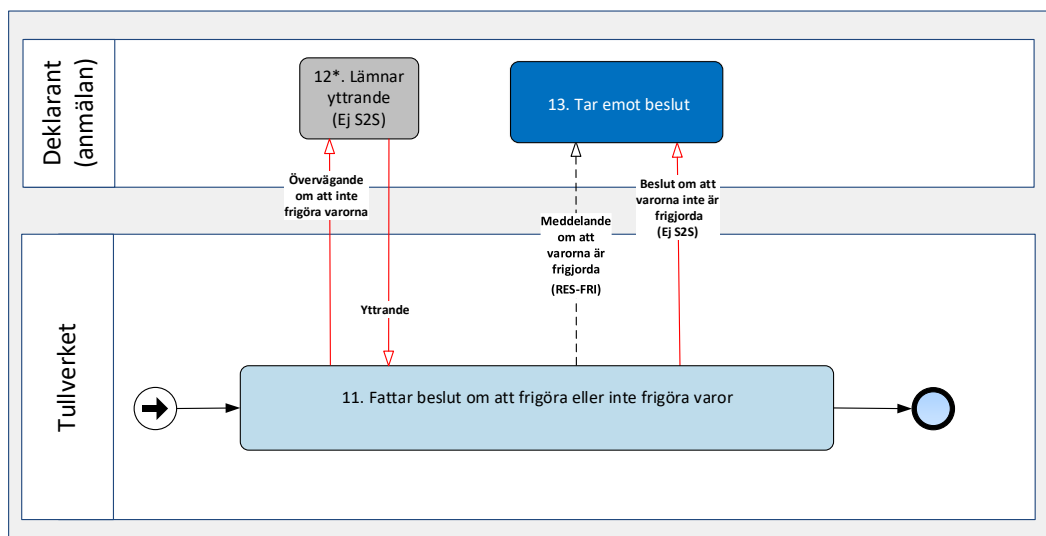 Deklarant
(anmälan)
12*. Lämnar
yttrande
(Ej S2S)
13. Tar emot beslut
Övervägande
om att inte
frigöra varorna
Beslut om att
varorna inte är
frigjorda
(Ej S2S)
Meddelande
om att
varorna är
frigjorda
(RES-FRI)
Yttrande
Tullverket
11. Fattar beslut om att frigöra eller inte frigöra varor